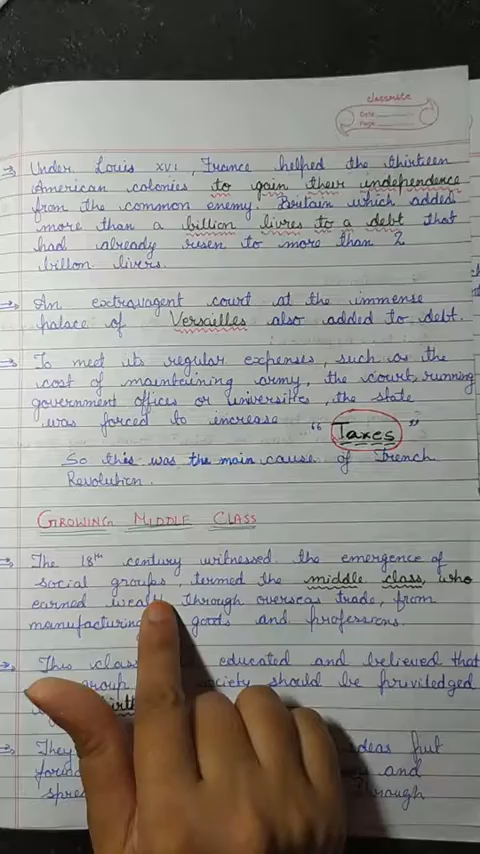 classmate
Date
Page
→ Under Louis XVI, France helped the thirteen
American colonies to gain their independence
from the common enemy Britain which added
more than a billion livres to a debt that
had already risen to more than 2
billon livers.
→ An extravagent court at the immense
palace of Versailles also added to debt.
→ To meet its regular expenses, such as the
cost of maintaining army, the court, running
government offices or universities, the state
was forced to increase "Taxes"
So this was the main cause of French
Revolution.
GROWING MIDDLE CLASS
→ The 18th century witnessed the emergence of
social groups, termed the middle class, who
earned through overseas trade, from
manufacturing goods and professions.
→ This class educated and believed that
group society should be priviledged
→ They ideas put
and
through